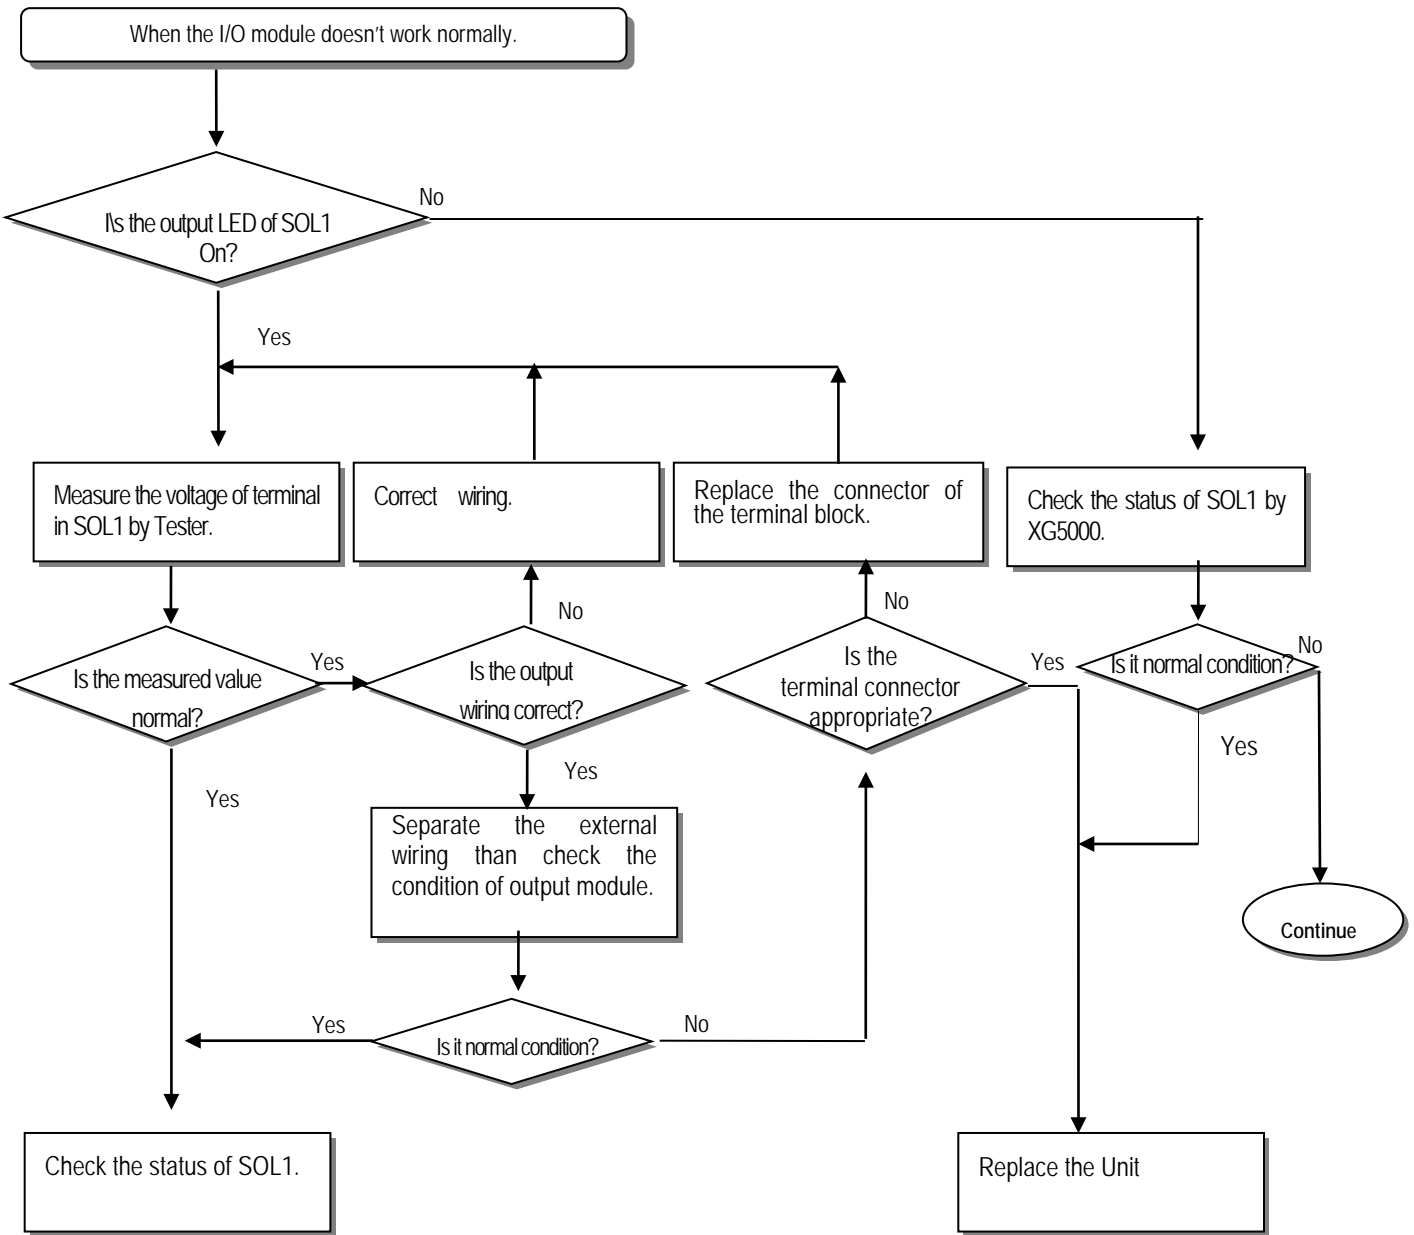 When the I/O module doesn't work normally.
No
I\s the output LED of SOL1
On?
Yes
Measure the voltage of terminal
in SOL1 by Tester.
Correct wiring.
Replace the connector of
the terminal block.
Check the status of SOL1 by
XG5000.
No
No
No
Is the measured value
normal?
Yes
Is the output
wiring correct?
Is the
terminal connector
appropriate?
Yes
Is it normal condition?
Yes
Yes
Yes
Separate the external
wiring than check the
condition of output module.
Continue
Yes
Is it normal condition?
No
Check the status of SOL1.
Replace the Unit